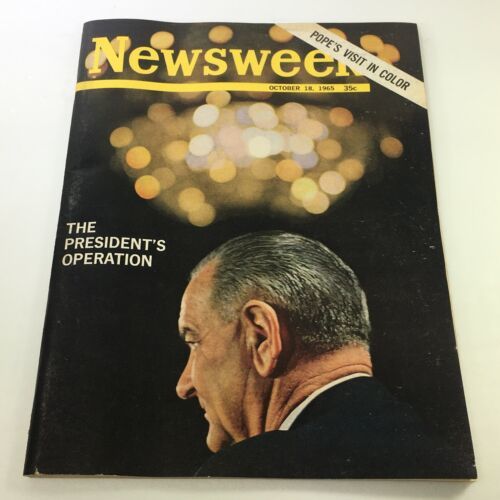 Newsweek
POPE'S VISIT IN COLOR
OCTOBER 18, 1965 35c
THE
PRESIDENT'S
OPERATION